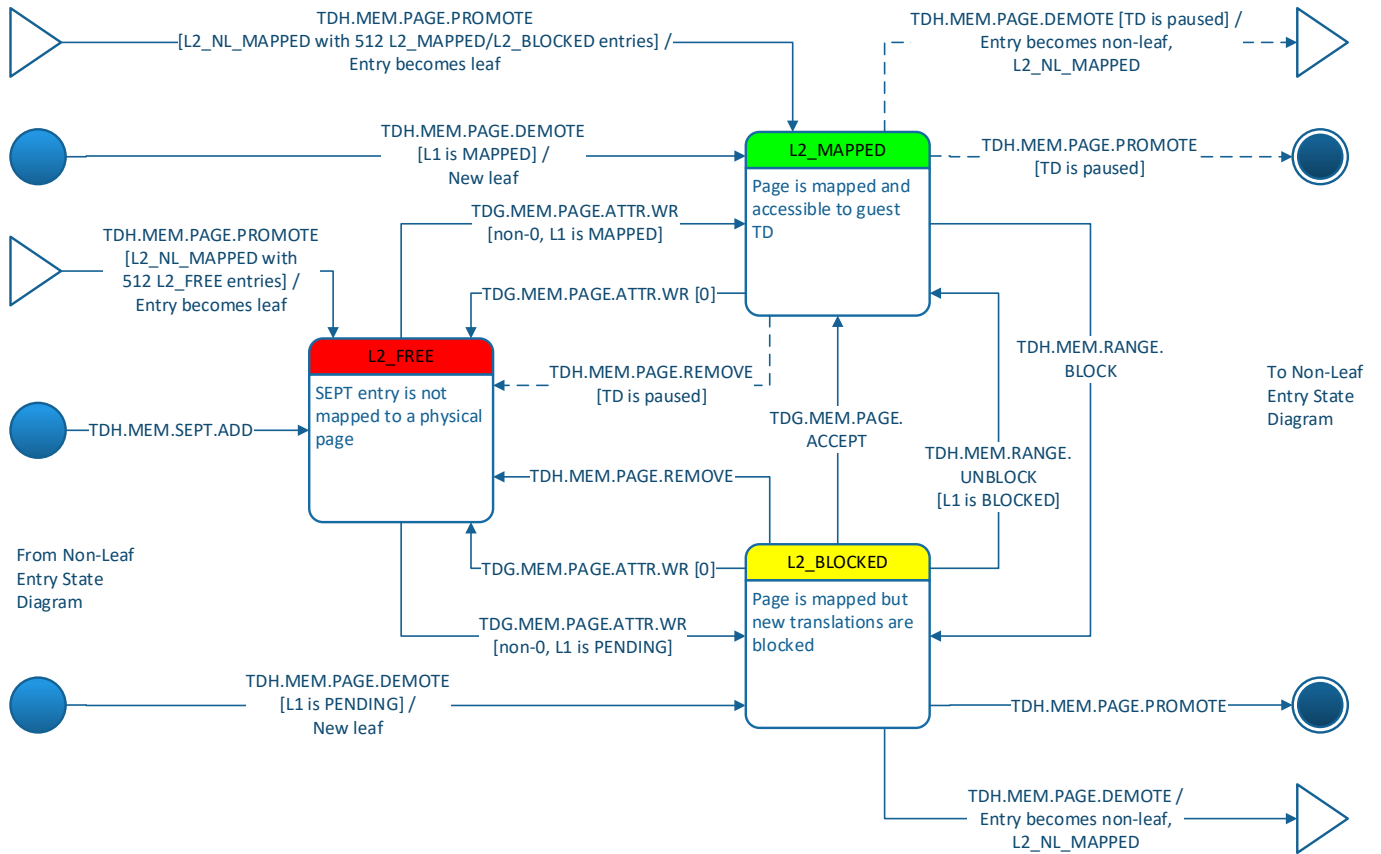 TDH.MEM.PAGE.PROMOTE
[L2_NL_MAPPED with 512 L2_MAPPED/L2_BLOCKED entries] /
Entry becomes leaf
TDH.MEM.PAGE.DEMOTE [TD is paused] /
Entry becomes non-leaf,
L2_NL_MAPPED
TDH.MEM.PAGE.DEMOTE
[L1 is MAPPED] /
New leaf
L2_MAPPED
Page is mapped and
accessible to guest
TD
TDH.MEM.PAGE.PROMOTE
[TD is paused]
TDG.MEM.PAGE.ATTR.WR
[non-0, L1 is MAPPED]
TDH.MEM.PAGE.PROMOTE
[L2_NL_MAPPED with
512 L2_FREE entries] /
Entry becomes leaf
TDG.MEM.PAGE.ATTR.WR [0]
L2_FREE
SEPT entry is not
mapped to a physical
page
TDH.MEM.PAGE.REMOVE
[TD is paused]
TDH.MEM.RANGE.
BLOCK
To Non-Leaf
Entry State
Diagram
TDH.MEM.SEPT.ADD
TDG.MEM.PAGE.
ACCEPT
TDH.MEM.RANGE.
UNBLOCK
[L1 is BLOCKED]
TDH.MEM.PAGE.REMOVE
From Non-Leaf
Entry State
Diagram
TDG.MEM.PAGE.ATTR.WR [0]
L2_BLOCKED
Page is mapped but
new translations are
blocked
TDG.MEM.PAGE.ATTR.WR
[non-0, L1 is PENDING]
TDH.MEM.PAGE.DEMOTE
[L1 is PENDING] /
New leaf
TDH.MEM.PAGE.PROMOTE
TDH.MEM.PAGE.DEMOTE /
Entry becomes non-leaf,
L2_NL_MAPPED